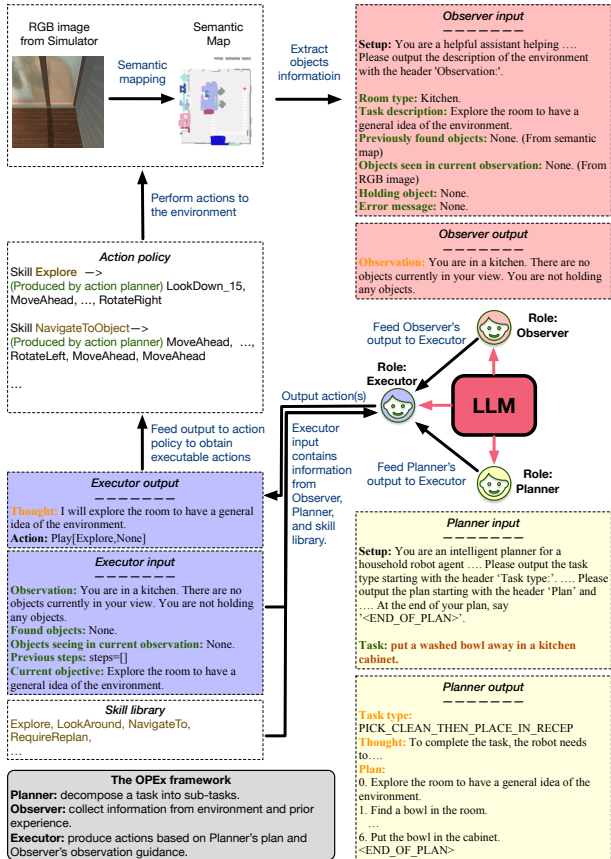 RGB image
from Simulator
Semantic
mapping
Semantic
Map
Extract
objects
informatioin
Perform actions to
the environment
Action policy
— — — — — —
Skill Explore —>
(Produced by action planner) LookDown_15,
MoveAhead, …, RotateRight
Skill NavigateToObject—>
(Produced by action planner) MoveAhead, …,
RotateLeft, MoveAhead, MoveAhead
…
Feed output to action
policy to obtain
executable actions
Executor output
— — — — — —
Thought: I will explore the room to have a general
idea of the environment.
Action: Play[Explore,None]
Executor input
— — — — — —
Observation: You are in a kitchen. There are no
objects currently in your view. You are not holding
any objects.
Found objects: None.
Objects seeing in current observation: None.
Previous steps: steps=[]
Current objective: Explore the room to have a
general idea of the environment.
Skill library
— — — — — —
Explore, LookAround, NavigateTo,
RequireReplan,
…
The OPEx framework
Planner: decompose a task into sub-tasks.
Observer: collect information from environment and prior
experience.
Executor: produce actions based on Planner's plan and
Observer's observation guidance.
Observer input
— — — — — —
Setup: You are a helpful assistant helping ….
Please output the description of the environment
with the header 'Observation:'.
Room type: Kitchen.
Task description: Explore the room to have a
general idea of the environment.
Previously found objects: None. (From semantic
map)
Objects seen in current observation: None. (From
RGB image)
Holding object: None.
Error message: None.
Observer output
— — — — — —
Observation: You are in a kitchen. There are no
objects currently in your view. You are not holding
any objects.
Feed Observer's
output to Executor
Role:
Observer
Role:
Executor
Output action(s)
LLM
Executor
input
contains
information
from
Observer,
Planner,
and skill
library.
Feed Planner's
output to Executor
Role:
Planner
Planner input
— — — — — —
Setup: You are an intelligent planner for a
household robot agent …. Please output the task
type starting with the header 'Task type:'. …. Please
output the plan starting with the header 'Plan' and
…. At the end of your plan, say
'<END_OF_PLAN>'.
Task: put a washed bowl away in a kitchen
cabinet.
Planner output
— — — — — —
Task type:
PICK_CLEAN_THEN_PLACE_IN_RECEP
Thought: To complete the task, the robot needs
to….
Plan:
0. Explore the room to have a general idea of the
environment.
1. Find a bowl in the room.
…
6. Put the bowl in the cabinet.
<END_OF_PLAN>